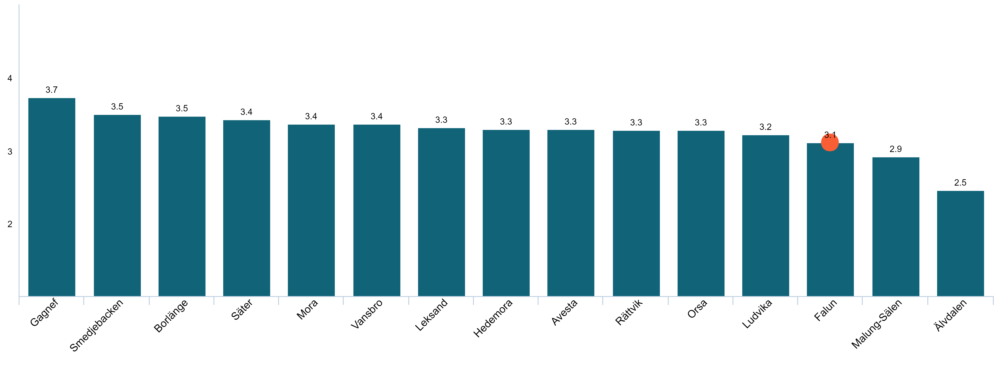 4
3
2
3.7
3.5
3.5
3.4
3.4
3.4
3.3
3.3
3.3
3.3
3.3
3.2
3.1
2.9
2.5
Gagnef
Smedjebacken
Borlänge
Säter
Mora
Vansbro
Leksand
Hedemora
Avesta
Rättvik
Orsa
Ludvika
Falun
Malung-Sälen
Älvdalen